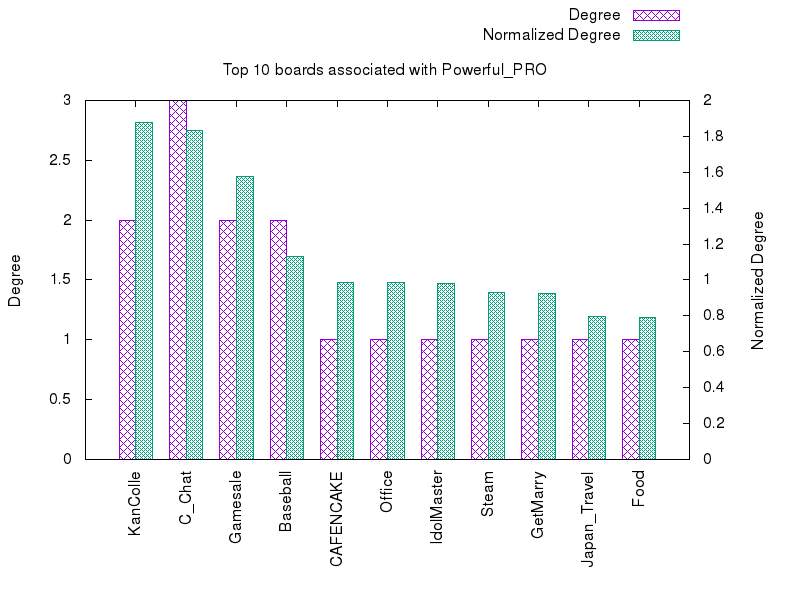 Degree
Normalized Degree
Top 10 boards associated with Powerful_PRO
3
2.5
2
1.5
1
0.5
0
2
1.8
1.6
1.4
1.2
1
0.8
0.6
0.4
0.2
0
Degree
Normalized Degree
KanColle
C_Chat
Gamesale
Baseball
CAFENCAKE
Office
IdolMaster
Steam
GetMarry
Japan_Travel
Food